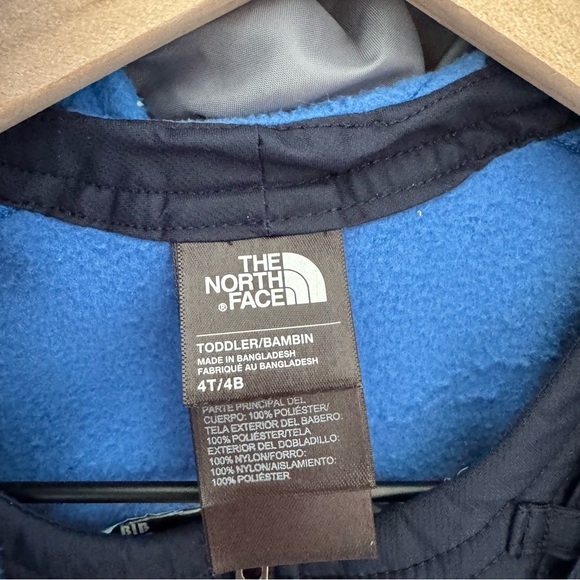 THE
NORTH
® FACE
TODDLER/BAMBIN
MADE IN BANGLADESH
FABRIQUÉ AU BANGLADESH
4T/4B
PARTE PRINCIPAL DEL
CUERPO: 100% POLIÉSTER/
TELA EXTERIOR DEL BABERO:
100% POLIÉSTER/TELA
EXTERIOR DEL DOBLADILLO:
100% NYLON/FORRO:
100% NYLON/AISLAMIENTO:
100% POLIÉSTER